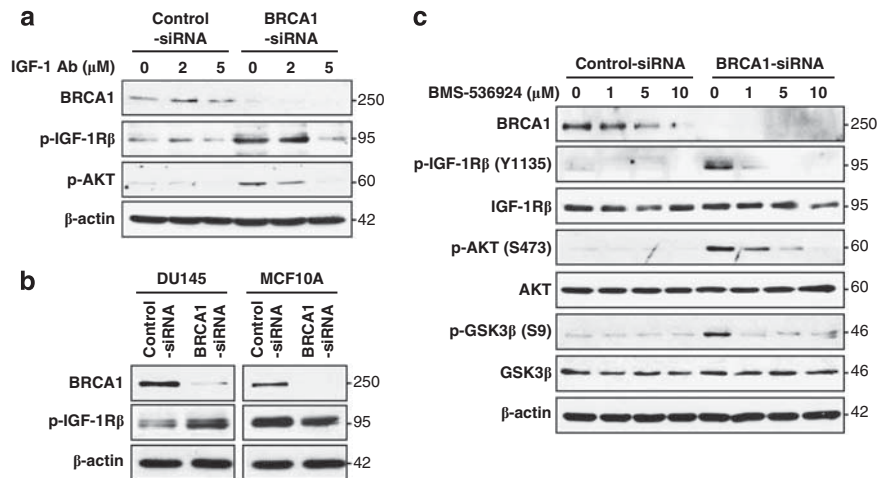 a
Control
-siRNA
BRCA1
-siRNA
IGF-1 Ab (μM)
0 2 5 0 2 5
BRCA1 250
p-IGF-1Rβ 95
p-AKT 60
β-actin 42
b
DU145 MCF10A
Control
-siRNA
BRCA1
-siRNA
Control
-siRNA
BRCA1
-siRNA
BRCA1 250
p-IGF-1Rβ 95
β-actin 42
c
Control-siRNA BRCA1-siRNA
BMS-536924 (μM) 0 1 5 10 0 1 5 10
BRCA1 250
p-IGF-1Rβ (Y1135) 95
IGF-1Rβ 95
p-AKT (S473) 60
AKT 60
p-GSK3β (S9) 46
GSK3β 46
β-actin 42